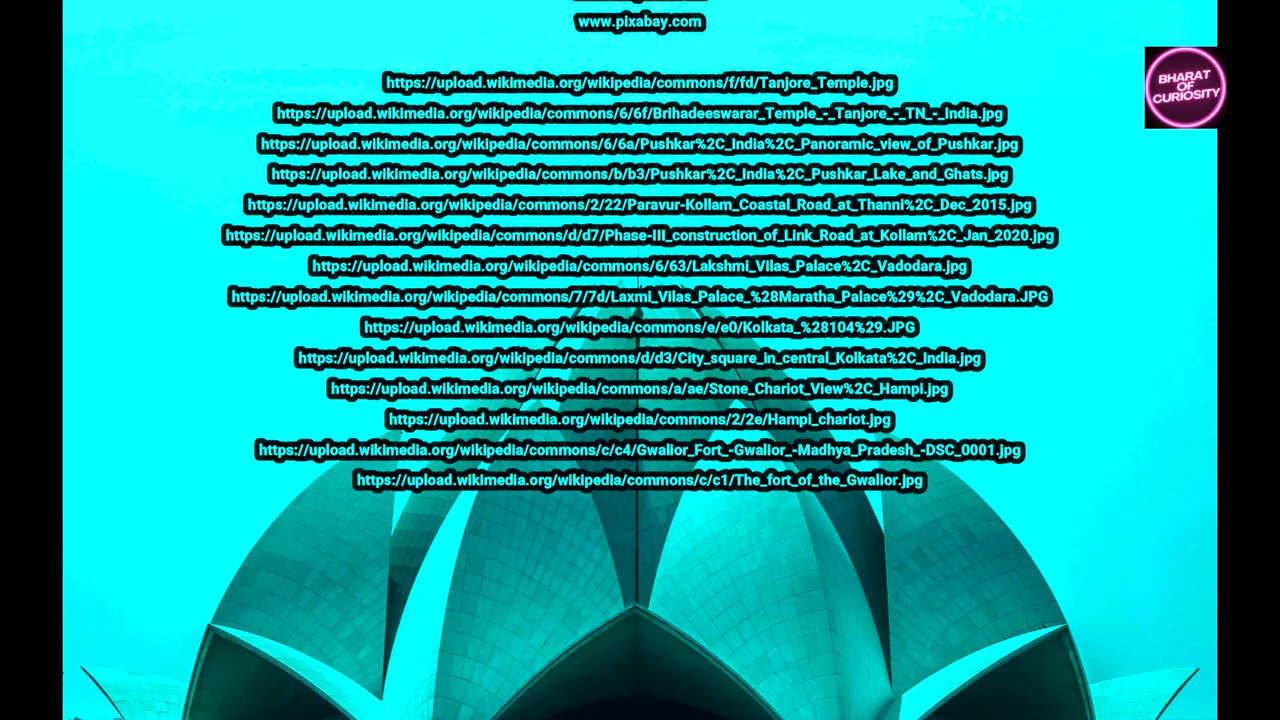 www.pixabay.com
https://upload.wikimedia.org/wikipedia/commons/f/fd/Tanjore_Temple.jpg
https://upload.wikimedia.org/wikipedia/commons/6/6f/Brihadeeswarar_Temple_-_Tanjore_-_TN_-_India.jpg
https://upload.wikimedia.org/wikipedia/commons/6/6a/Pushkar%2C_India%2C_Panoramic_view_of_Pushkar.jpg
https://upload.wikimedia.org/wikipedia/commons/b/b3/Pushkar%2C_India%2C_Pushkar_Lake_and_Ghats.jpg
https://upload.wikimedia.org/wikipedia/commons/2/22/Paravur-Kollam_Coastal_Road_at_Thanni%2C_Dec_2015.jpg
https://upload.wikimedia.org/wikipedia/commons/d/d7/Phase-III_construction_of_Link_Road_at_Kollam%2C_Jan_2020.jpg
https://upload.wikimedia.org/wikipedia/commons/6/63/Lakshmi_Vilas_Palace%2C_Vadodara.jpg
https://upload.wikimedia.org/wikipedia/commons/7/7d/Laxmi_Vilas_Palace_%28Maratha_Palace%29%2C_Vadodara.JPG
https://upload.wikimedia.org/wikipedia/commons/e/e0/Kolkata_%28104%29.JPG
https://upload.wikimedia.org/wikipedia/commons/d/d3/City_square_in_central_Kolkata%2C_India.jpg
https://upload.wikimedia.org/wikipedia/commons/a/ae/Stone_Chariot_View%2C_Hampi.jpg
https://upload.wikimedia.org/wikipedia/commons/2/2e/Hampi_chariot.jpg
https://upload.wikimedia.org/wikipedia/commons/c/c4/Gwalior_Fort_-Gwalior_-Madhya_Pradesh_-DSC_0001.jpg
https://upload.wikimedia.org/wikipedia/commons/c/c1/The_fort_of_the_Gwalior.jpg
BHARAT
OF
CURIOSITY